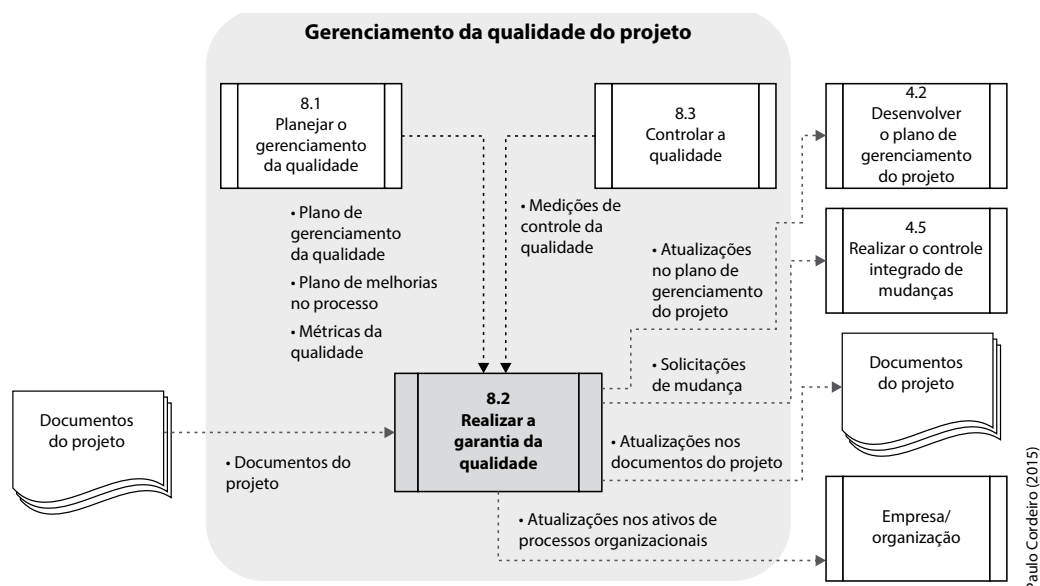 Gerenciamento da qualidade do projeto
8.1
Planejar o
gerenciamento
da qualidade
8.3
Controlar a
qualidade
4.2
Desenvolver
o plano de
gerenciamento
do projeto
• Plano de
gerenciamento
da qualidade
• Plano de melhorias
no processo
• Métricas da
qualidade
• Medições de
controle da
qualidade
• Atualizações
no plano de
gerenciamento
do projeto
4.5
Realizar o controle
integrado de
mudanças
• Solicitações
de mudança
Documentos
do projeto
8.2
Realizar a
garantia da
qualidade
Documentos
do projeto
• Documentos do
projeto
• Atualizações nos
documentos do projeto
• Atualizações nos ativos de
processos organizacionais
Empresa/
organização
Paulo Cordeiro (2015)